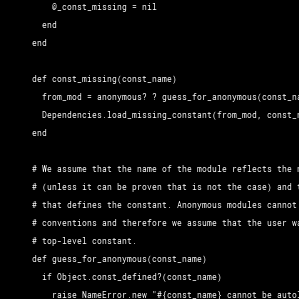 @_const_missing = nil
end
end
def const_missing(const_name)
from_mod = anonymous? ? guess_for_anonymous(const_na
Dependencies.load_missing_constant(from_mod, const_n
end
# We assume that the name of the module reflects the n
# (unless it can be proven that is not the case) and t
# that defines the constant. Anonymous modules cannot
# conventions and therefore we assume that the user wa
# top-level constant.
def guess_for_anonymous(const_name)
if Object.const_defined?(const_name)
raise NameError.new "#{const_name} cannot be autol